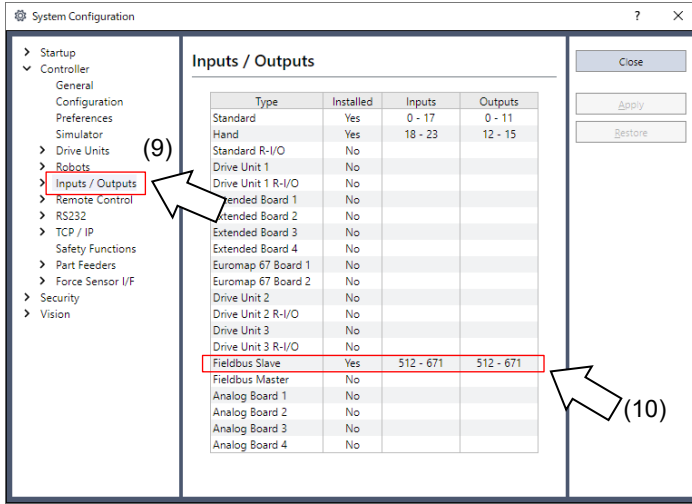 System Configuration
? ×
Startup
Controller
General
Configuration
Preferences
Simulator
Drive Units
Robots
Inputs / Outputs
Remote Control
RS232
TCP / IP
Safety Functions
Part Feeders
Force Sensor I/F
Security
Vision
(9)
Inputs / Outputs
Type Installed Inputs Outputs
Standard Yes 0 - 17 0 - 11
Hand Yes 18 - 23 12 - 15
Standard R-I/O No
Drive Unit 1 No
Drive Unit 1 R-I/O No
Extended Board 1 No
Extended Board 2 No
Extended Board 3 No
Extended Board 4 No
Euromap 67 Board 1 No
Euromap 67 Board 2 No
Drive Unit 2 No
Drive Unit 2 R-I/O No
Drive Unit 3 No
Drive Unit 3 R-I/O No
Fieldbus Slave Yes 512 - 671 512 - 671
Fieldbus Master No
Analog Board 1 No
Analog Board 2 No
Analog Board 3 No
Analog Board 4 No
(10)
Close
Apply
Restore